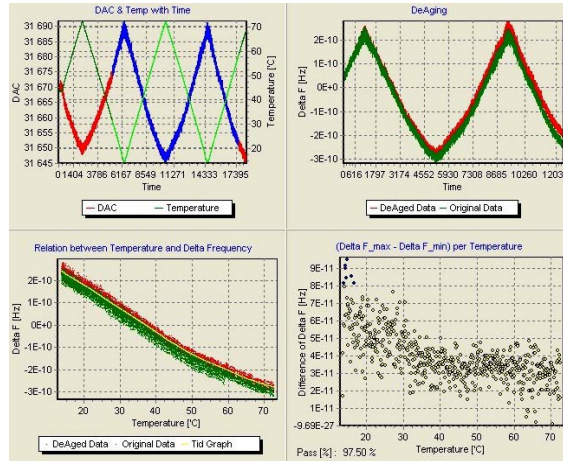 DAC & Temp with Time
31 690
31 685
31 680
31 675
31 670
31 665
31 660
31 655
31 650
31 645
DAC
70
60
50
40
30
20
Temperature ['C]
0 1404 3786 6167 8549 11271 14333 17395
Time
DAC Temperature
DeAging
2E-10
1E-10
0E+0
-1E-10
-2E-10
-3E-10
Delta F [Hz]
0616 1797 3174 4552 5930 7308 8685 10260 1203
Time
DeAged Data Original Data
Relation between Temperature and Delta Frequency
2E-10
1E-10
0E+0
-1E-10
-2E-10
-3E-10
Delta F [Hz]
20 30 40 50 60 70
Temperature ['C]
DeAged Data Original Data Tid Graph
(Delta F_max - Delta F_min) per Temperature
9E-11
8E-11
7E-11
6E-11
5E-11
4E-11
3E-11
2E-11
1E-11
-9.69E-27
Difference of Delta F [Hz]
20 30 40 50 60 70
Temperature ['C]
Pass [%] : 97.50 %